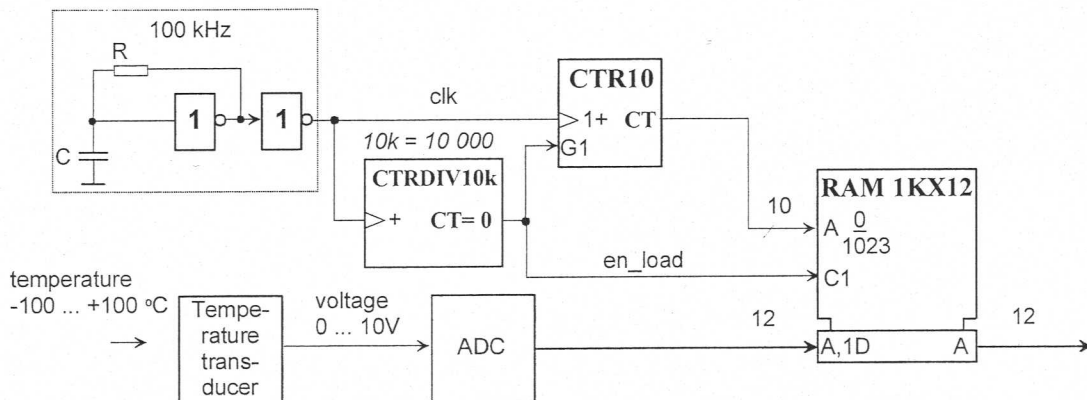 100 kHz
R
C
1
1
clk
10k = 10 000
CTRDIV10k
+
CT= 0
CTR10
1+ CT
G1
RAM 1KX12
10
A 0
1023
en_load
C1
temperature
-100 ... +100 ºC
Tempe-
rature
trans-
ducer
voltage
0 ... 10V
ADC
12
A,1D
A
12